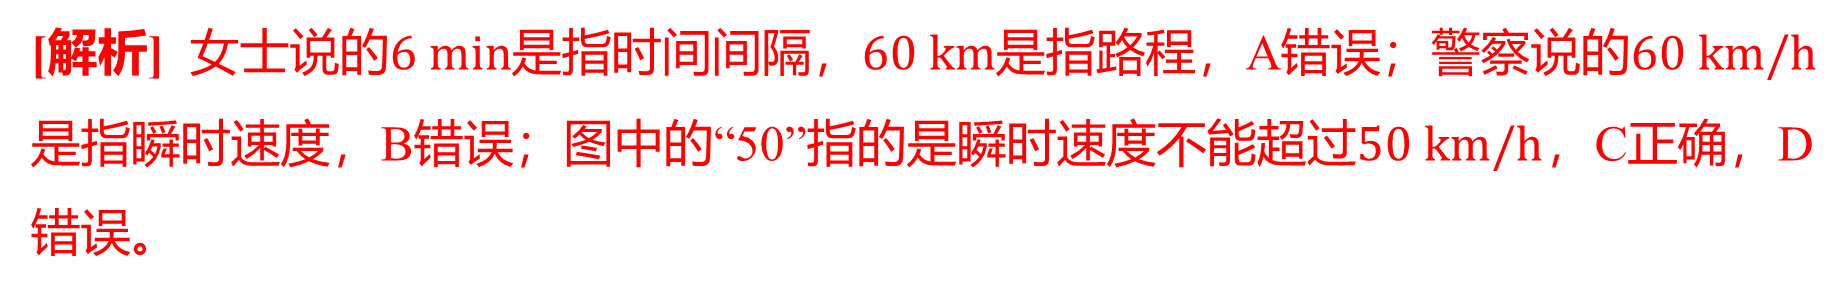 [解析] 女士说的6 min是指时间间隔，60 km是指路程，A错误；警察说的60 km/h
是指瞬时速度，B错误；图中的“50”指的是瞬时速度不能超过50 km/h，C正确，D
错误。